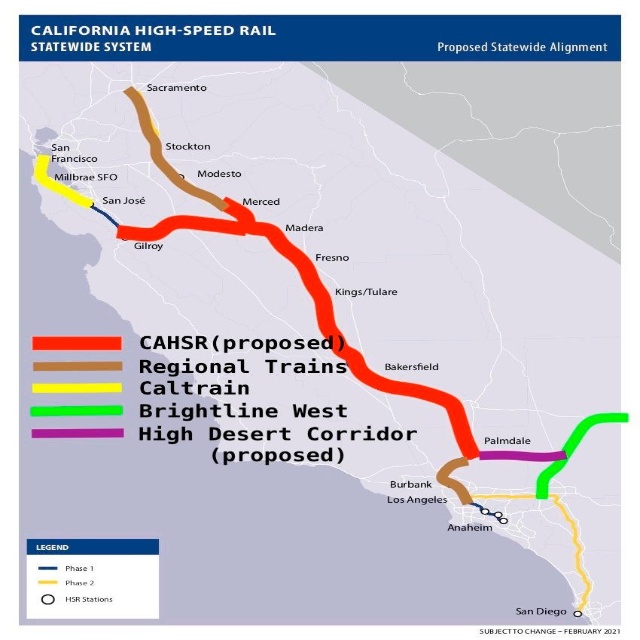 CALIFORNIA HIGH-SPEED RAIL
STATEWIDE SYSTEM
Proposed Statewide Alignment
Sacramento
Stockton
San
Francisco
Modesto
Millbrae SFO
San José
Merced
Madera
Gilroy
Fresno
Kings/Tulare
CAHSR(proposed)
Regional Trains
Bakersfield
Caltrain
Brightline West
High Desert Corridor
(proposed)
Palmdale
Burbank
Los Angeles
Anaheim
LEGEND
Phase 1
Phase 2
HSR Stations
San Diego
SUBJECT TO CHANGE – FEBRUARY 2021